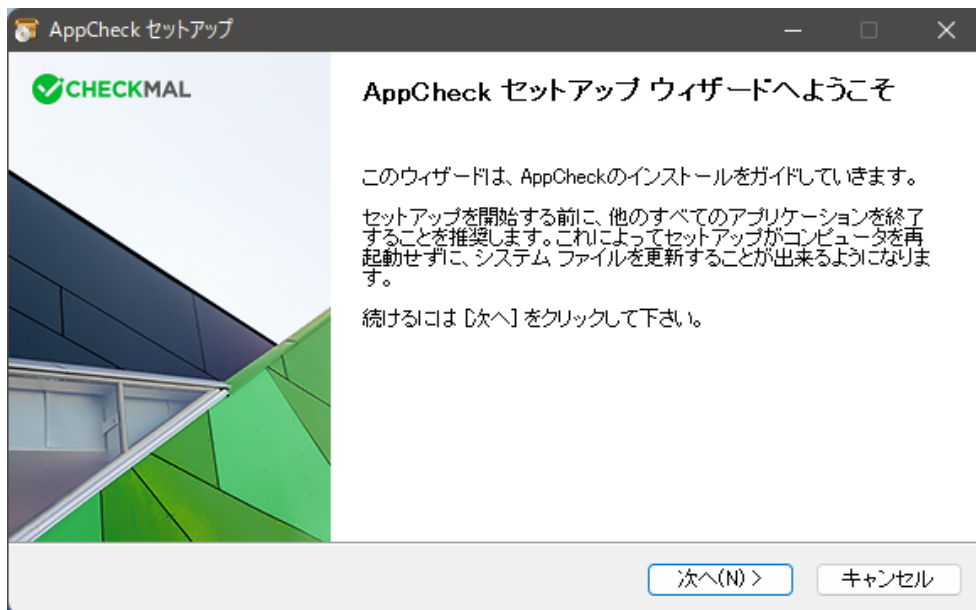 AppCheck セットアップ
CHECKMAL
AppCheck セットアップ ウィザードへようこそ
このウィザードは、AppCheckのインストールをガイドしていきます。
セットアップを開始する前に、他のすべてのアプリケーションを終了
することを推奨します。これによってセットアップがコンピュータを再
起動せずに、システム ファイルを更新することが出来るようになりま
す。
続けるには [次へ] をクリックして下さい。
次へ(N) >
キャンセル